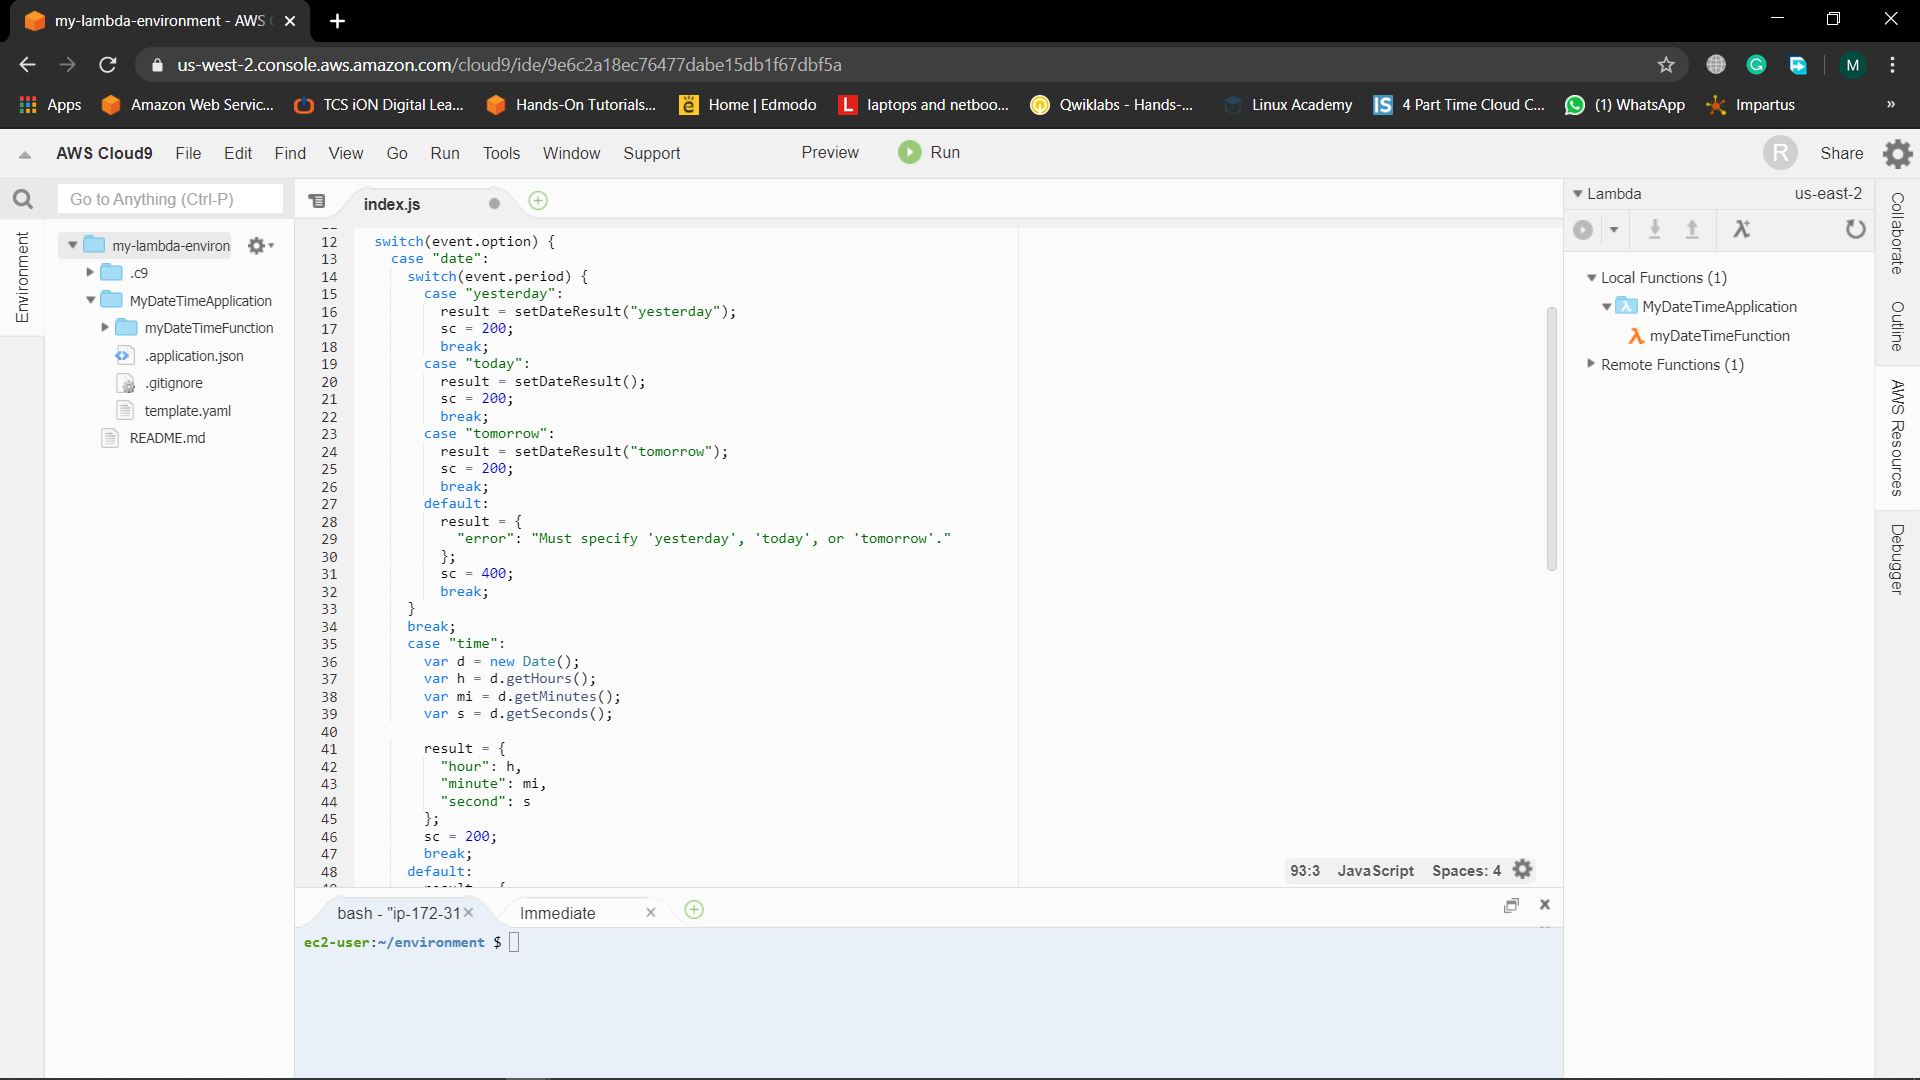 my-lambda-environment - AWS
us-west-2.console.aws.amazon.com/cloud9/ide/9e6c2a18ec76477dabe15db1f67dbf5a
M
Apps
Amazon Web Servic...
TCS iON Digital Lea...
Hands-On Tutorials...
Home | Edmodo
L
laptops and netboo...
Qwiklabs - Hands-...
Linux Academy
IS
4 Part Time Cloud C...
(1) WhatsApp
Impartus
»
AWS Cloud9
File
Edit
Find
View
Go
Run
Tools
Window
Support
Preview
Run
R
Share
Go to Anything (Ctrl-P)
Environment
my-lambda-environ
.c9
MyDateTimeApplication
myDateTimeFunction
.application.json
.gitignore
template.yaml
README.md
index.js
12 switch(event.option) {
13 case "date":
14 switch(event.period) {
15 case "yesterday":
16 result = setDateResult("yesterday");
17 sc = 200;
18 break;
19 case "today":
20 result = setDateResult();
21 sc = 200;
22 break;
23 case "tomorrow":
24 result = setDateResult("tomorrow");
25 sc = 200;
26 break;
27 default:
28 result = {
29 "error": "Must specify 'yesterday', 'today', or 'tomorrow'."
30 };
31 sc = 400;
32 break;
33 }
34 break;
35 case "time":
36 var d = new Date();
37 var h = d.getHours();
38 var mi = d.getMinutes();
39 var s = d.getSeconds();
40
41 result = {
42 "hour": h,
43 "minute": mi,
44 "second": s
45 };
46 sc = 200;
47 break;
48 default:
93:3 JavaScript Spaces: 4
bash - "ip-172-31
Immediate
ec2-user:~/environment $
Lambda
us-east-2
Local Functions (1)
MyDateTimeApplication
myDateTimeFunction
Remote Functions (1)
Collaborate
Outline
AWS Resources
Debugger